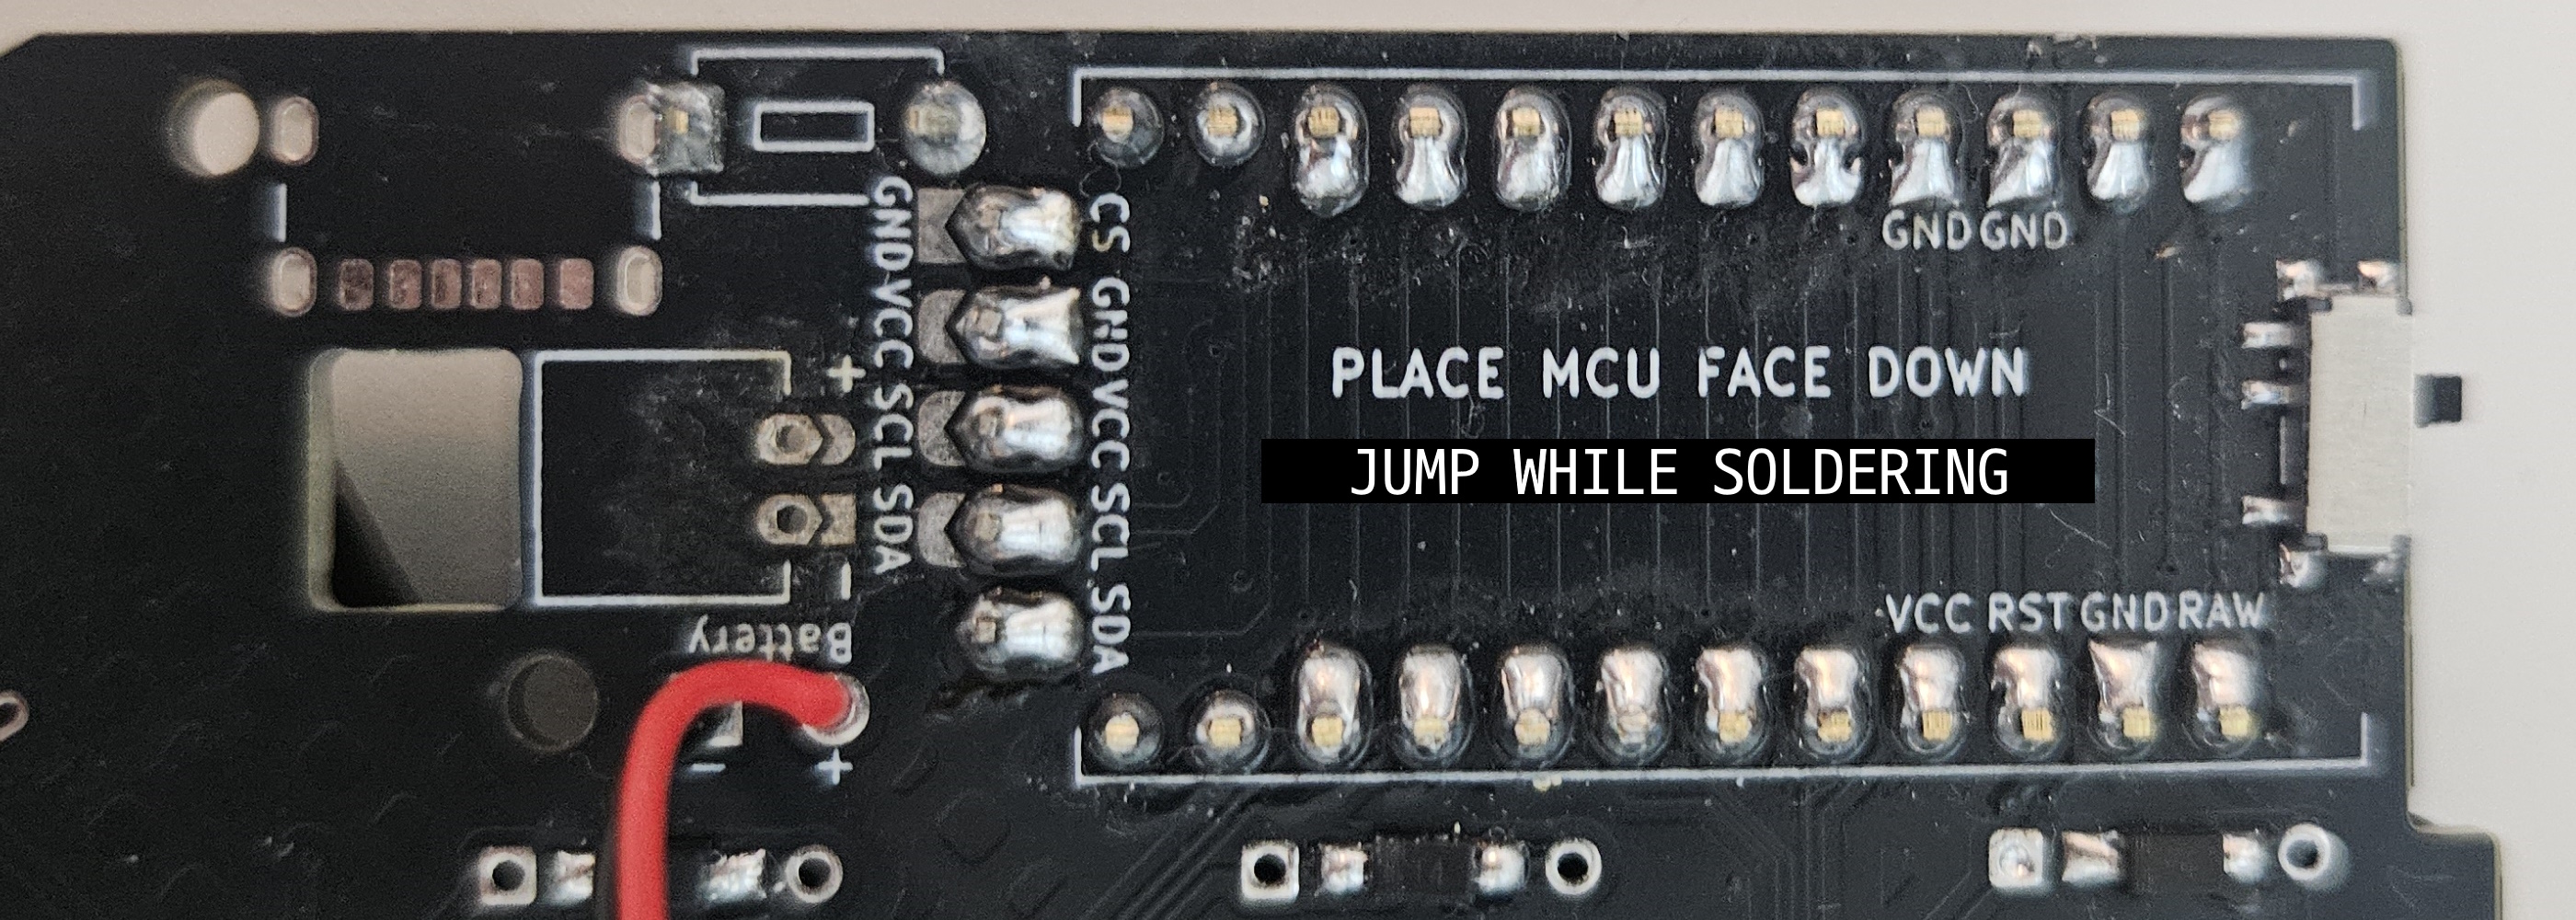 GND VCC SCL SDA
CS GND VCC SCL SDA
GND GND
PLACE MCU FACE DOWN
JUMP WHILE SOLDERING
+
-
Battery
- +
VCC RST GND RAW